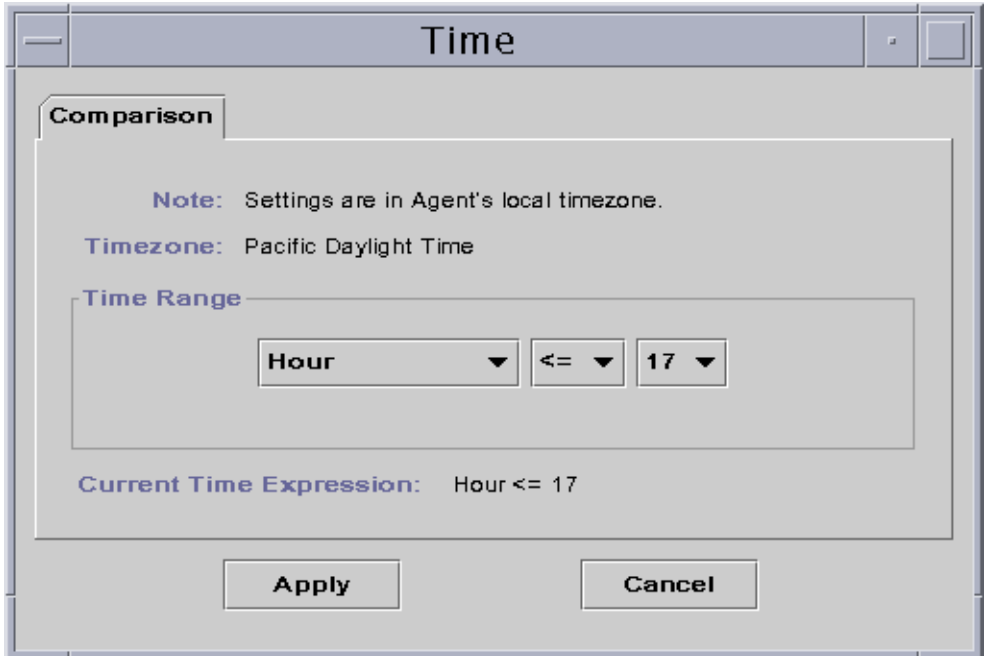 Time
Comparison
Note: Settings are in Agent's local timezone.
Timezone: Pacific Daylight Time
Time Range
Hour <= 17
Current Time Expression: Hour <= 17
Apply Cancel